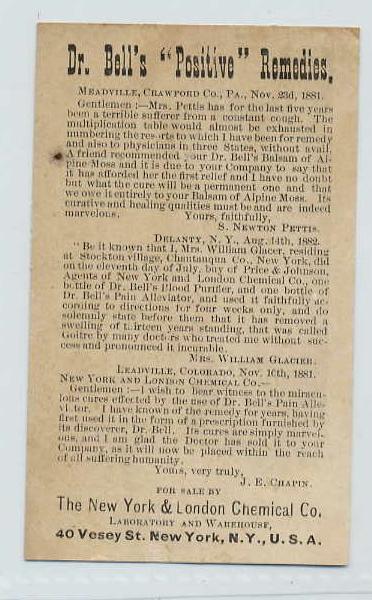 Dr. Bell's "Positive" Remedies.
MEADVILLE, CRAWFORD CO., PA., NOV. 23d, 1881.
Gentlemen:—Mrs. Pettis has for the last five years
been a terrible sufferer from a constant cough. The
multiplication table would almost be exhausted in
numbering the resorts to which I have been for remedy
and also to physicians in three States, without avail.
A friend recommended your Dr. Bell's Balsam of Al-
pine Moss and it is due to your Company to say that
it has afforded her the first relief and I have no doubt
but what the cure will be a permanent one and that
we owe it entirely to your Balsam of Alpine Moss. Its
curative and healing qualities must be and are indeed
marvelous. Yours, faithfully,
S. NEWTON PETTIS.
DELANTY, N. Y., AUG. 14th, 1882.
"Be it known that I, Mrs. William Glacer, residing
at Stockton village, Chautauqua Co., New York, did
on the eleventh day of July, buy of Price & Johnson,
Agents of New York and London Chemical Co., one
bottle of Dr. Bell's Blood Purifier, and one bottle of
Dr. Bell's Pain Alleviator, and used it faithfully ac-
cording to directions for four weeks only, and do
solemnly state before them that it has removed a
swelling of thirteen years standing, that was called
Goitre by many doctors who treated me without suc-
cess and pronounced it incurable.
MRS. WILLIAM GLACIER.
LEADVILLE, COLORADO, NOV. 10th, 1881.
NEW YORK AND LONDON CHEMICAL CO.—
Gentlemen:—I wish to bear witness to the miracu-
lous cures effected by the use of Dr. Bell's Pain Alle-
viator. I have known of the remedy for years, having
first used it in the form of a prescription furnished by
its discoverer, Dr. Bell. Its cures are simply marvel-
ous, and I am glad the Doctor has sold it to your
Company, as it will now be placed within the reach
of all suffering humanity.
Yours, very truly,
J. E. CHAPIN.
FOR SALE BY
The New York & London Chemical Co.
LABORATORY AND WAREHOUSE,
40 Vesey St. New York, N.Y., U. S. A.